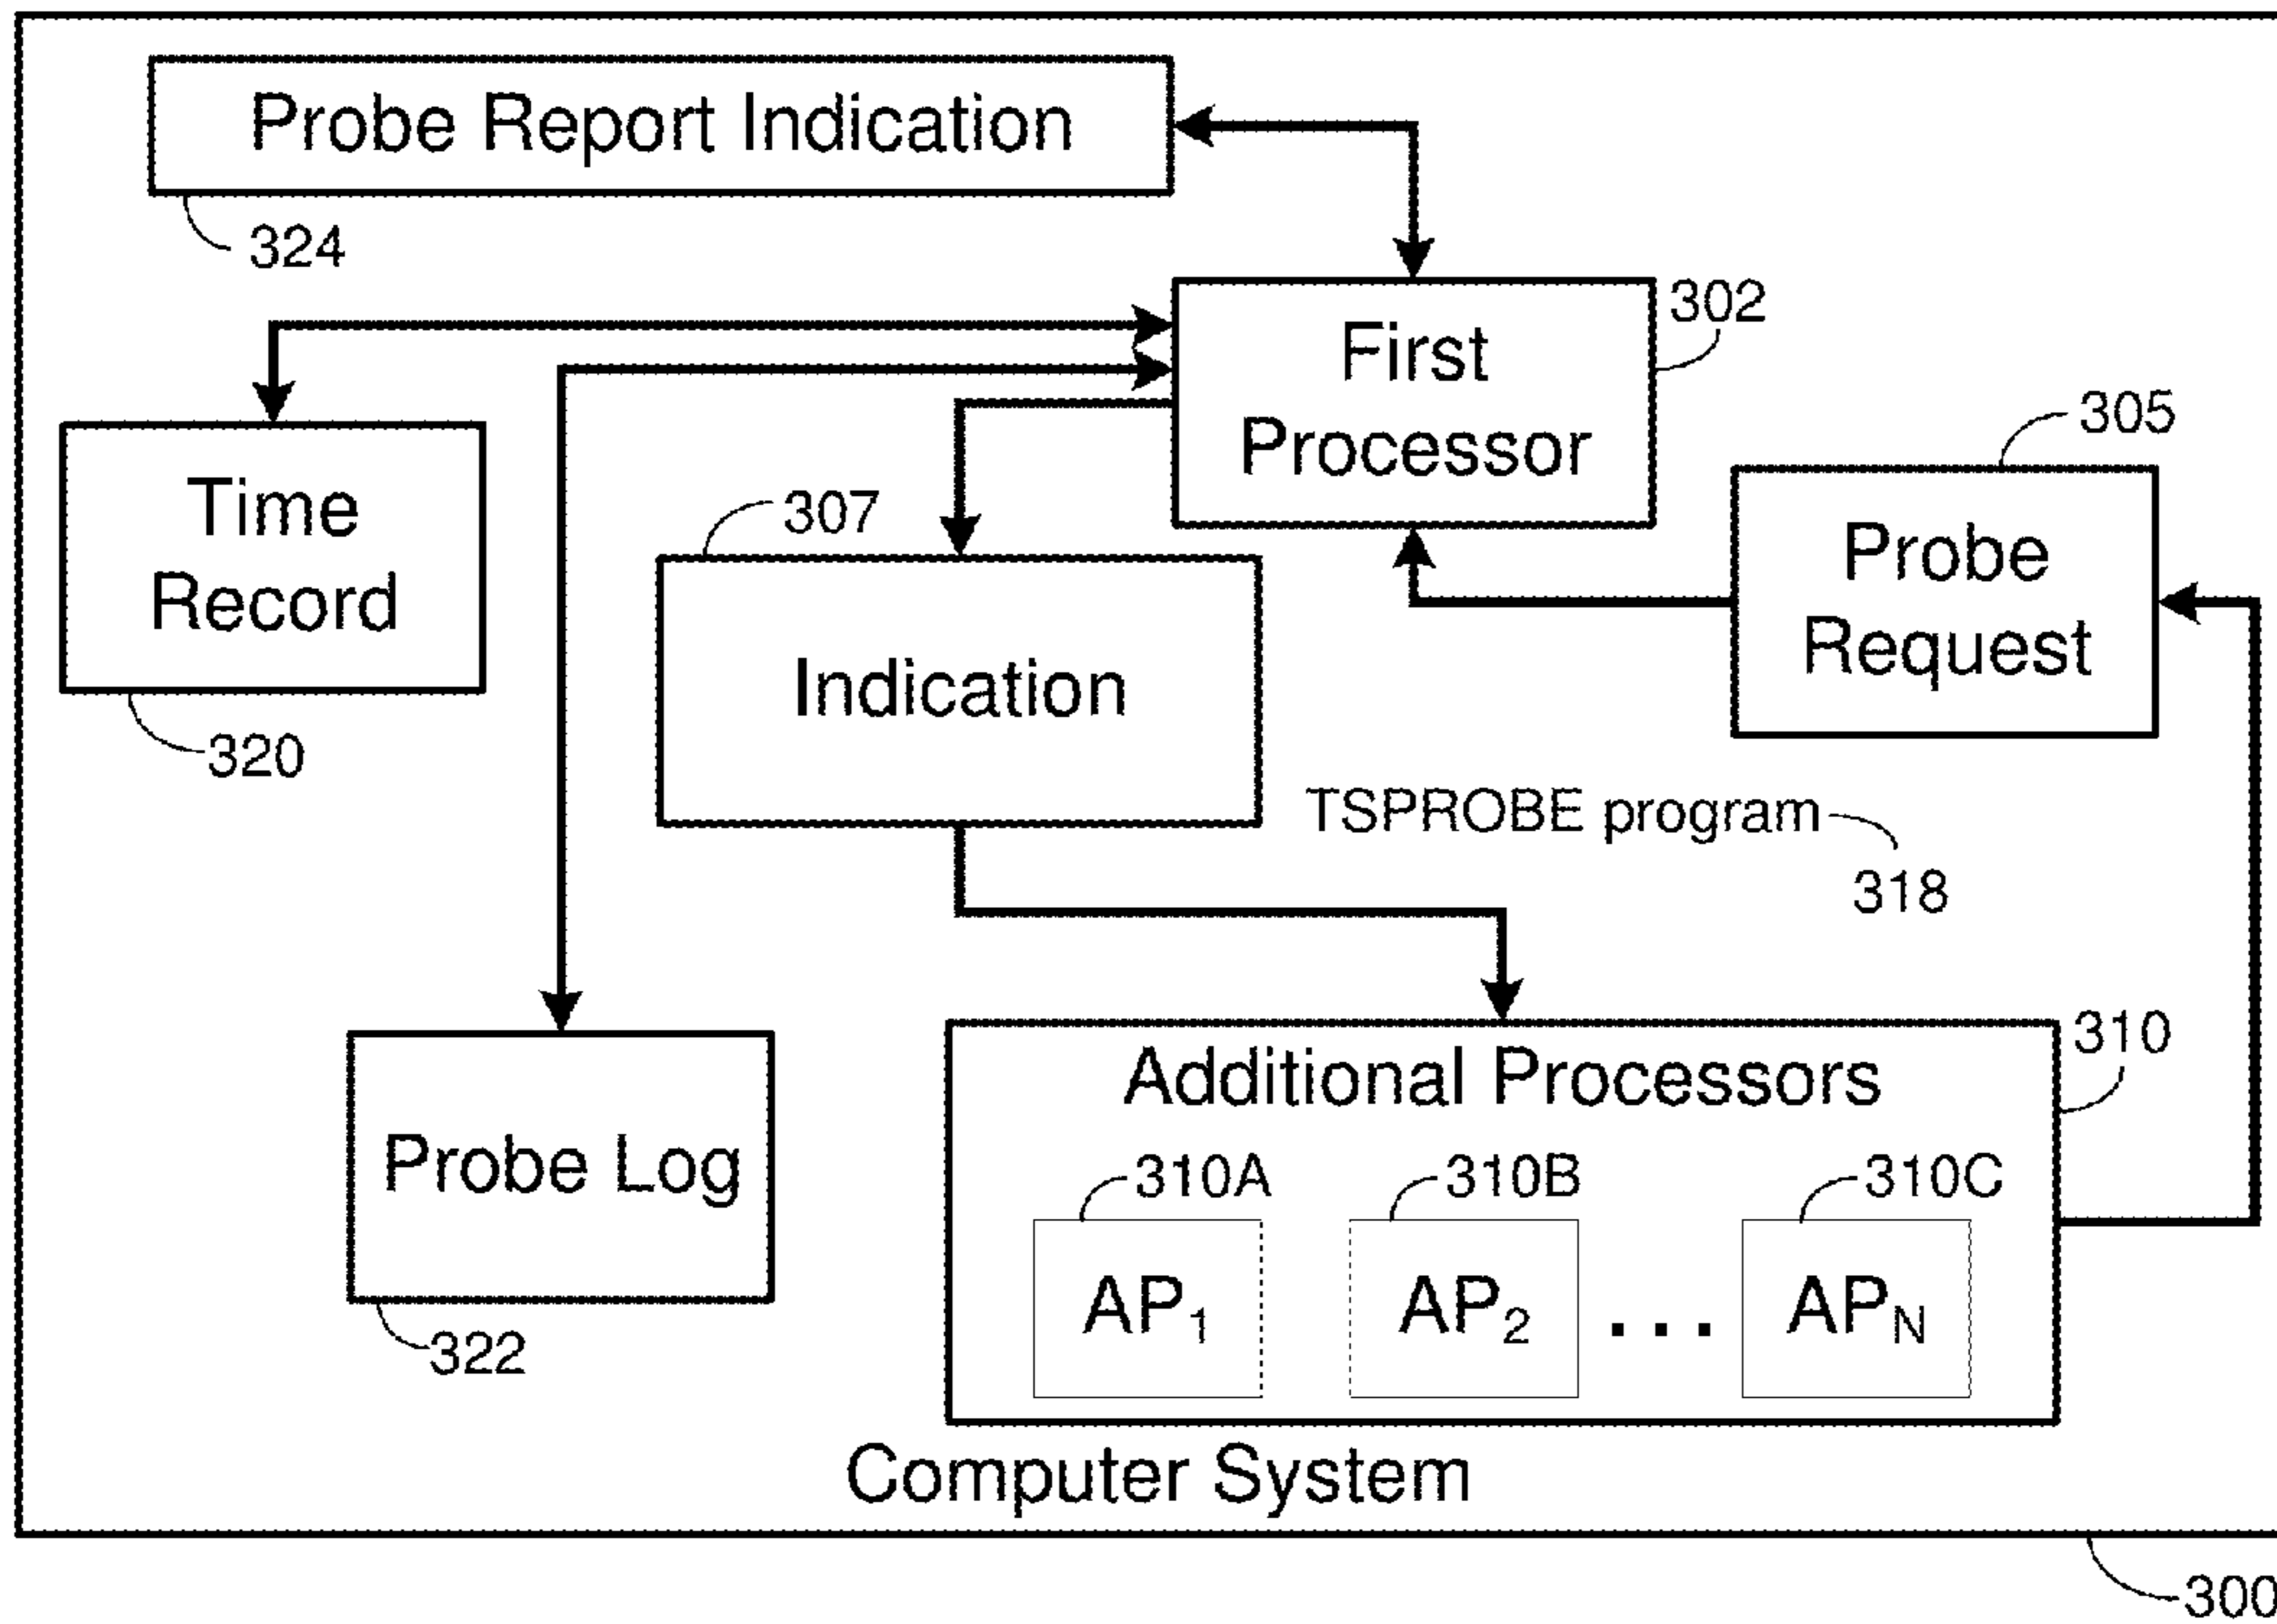 Probe Report Indication
324
302
First
Processor
305
Time
Record
307
Probe
Request
Indication
320
TSPROBE program
318
310
Additional Processors
Probe Log
310A
310B
310C
AP₁
AP₂
...
APN
322
Computer System
300